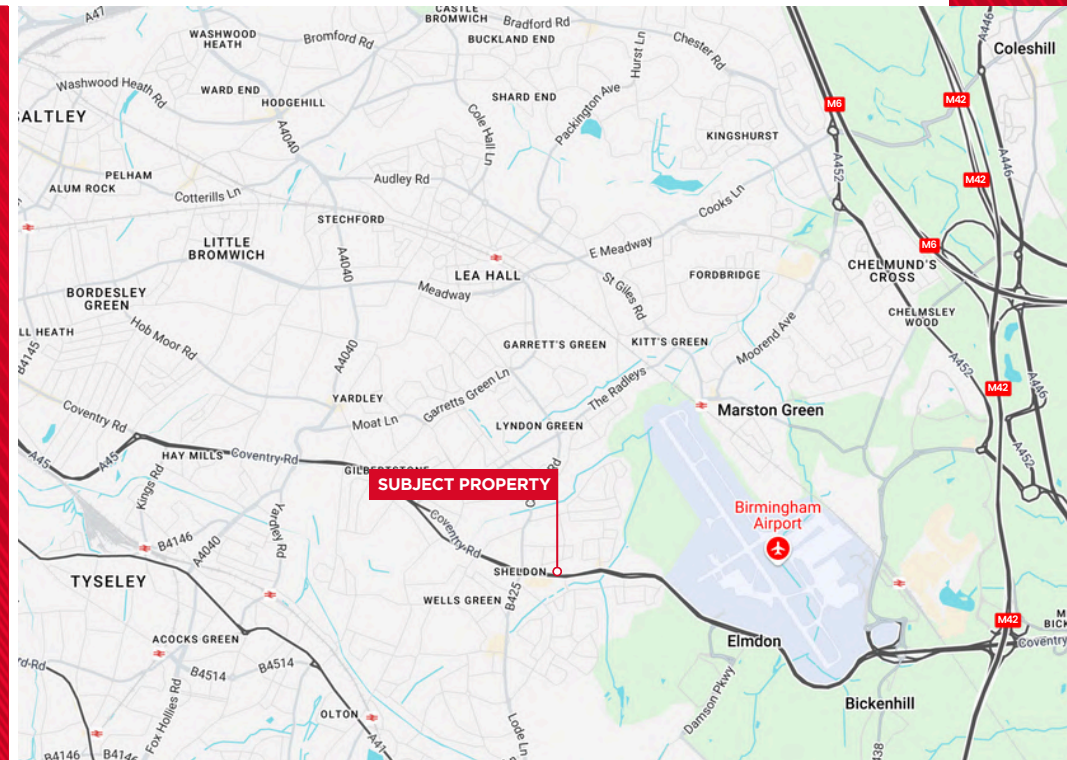 CASTLE
BROMWICH
Bradford Rd
A47
WASHWOOD
HEATH
Bromford Rd
BUCKLAND END
Hurst Ln
Chester Rd
A446
Coleshill
Washwood Heath Rd
WARD END
HODGEHILL
SHARD END
Packington Ave
M6
M42
ALTLEY
A4040
Cole Hall Ln
KINGSHURST
A452
A446
PELHAM
ALUM ROCK
Cotterills Ln
Audley Rd
Cooks Ln
M42
STECHFORD
LITTLE
BROMWICH
A4040
E Meadway
M6
LEA HALL
FORDBRIDGE
CHELMUND'S
CROSS
BORDESLEY
GREEN
Meadway
St Giles Rd
CHELMSLEY
WOOD
LL HEATH
B4145
Hob Moor Rd
A4040
GARRETT'S GREEN
KITT'S GREEN
Moorend Ave
A452
M42
A446
YARDLEY
Garretts Green Ln
The Radleys
Coventry Rd
Moat Ln
LYNDON GREEN
Marston Green
A45
A45
HAY MILLS
Coventry Rd
GILBERTSTONE
A452
Kings Rd
SUBJECT PROPERTY
Rd
Yardley Rd
Coventry Rd
Birmingham
Airport
B4146
A4040
TYSELEY
SHELDON
B425
WELLS GREEN
M42
ACOCKS GREEN
Elmdon
Coventry
B4514
B4514
Damson Pkwy
Bickenhill
Fox Hollies Rd
OLTON
Lode Ln
A41
B4146
B4146
438